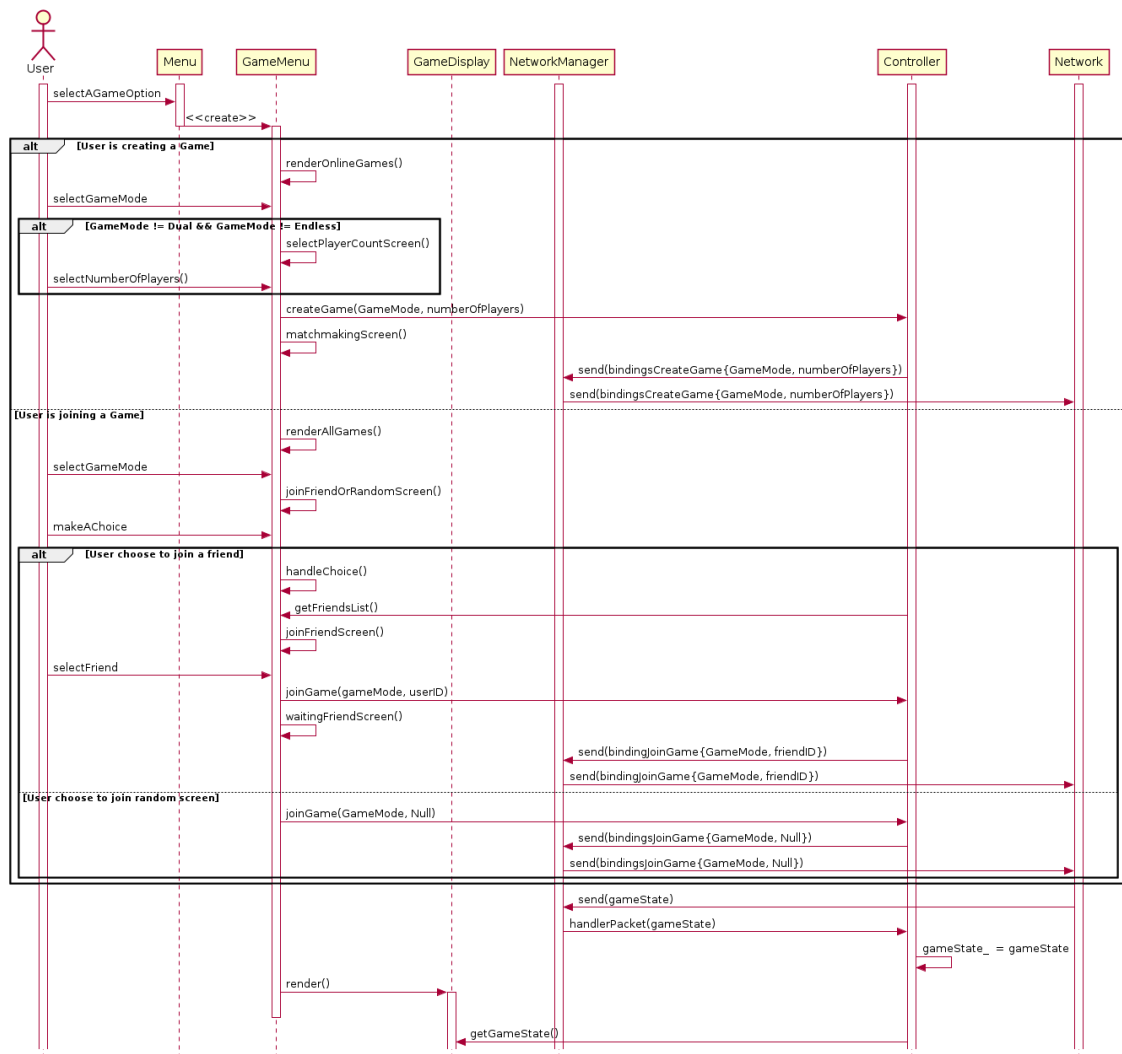 User
Menu
GameMenu
GameDisplay
NetworkManager
Controller
Network
selectAGameOption
<<create>>
alt [User is creating a Game]
renderOnlineGames()
selectGameMode
alt [GameMode != Dual && GameMode != Endless]
selectPlayerCountScreen()
selectNumberOfPlayers()
createGame(GameMode, numberOfPlayers)
matchmakingScreen()
send(bindingsCreateGame{GameMode, numberOfPlayers})
send(bindingsCreateGame{GameMode, numberOfPlayers})
[User is joining a Game]
renderAllGames()
selectGameMode
joinFriendOrRandomScreen()
makeAChoice
alt [User choose to join a friend]
handleChoice()
getFriendsList()
joinFriendScreen()
selectFriend
joinGame(gameMode, userID)
waitingFriendScreen()
send(bindingJoinGame{GameMode, friendID})
send(bindingJoinGame{GameMode, friendID})
[User choose to join random screen]
joinGame(GameMode, Null)
send(bindingsJoinGame{GameMode, Null})
send(bindingsJoinGame{GameMode, Null})
send(gameState)
handlerPacket(gameState)
gameState_ = gameState
render()
getGameState()